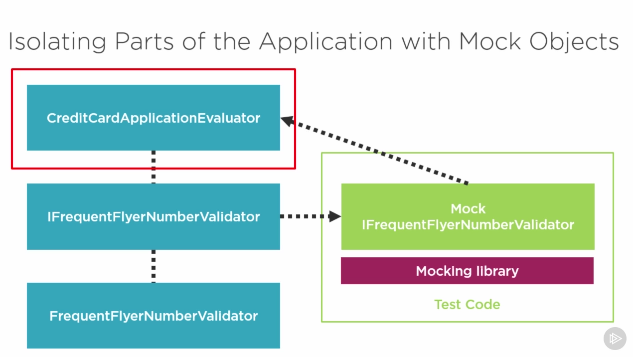 Isolating Parts of the Application with Mock Objects
CreditCardApplicationEvaluator
IFrequentFlyerNumberValidator
Mock
IFrequentFlyerNumberValidator
Mocking library
Test Code
FrequentFlyerNumberValidator